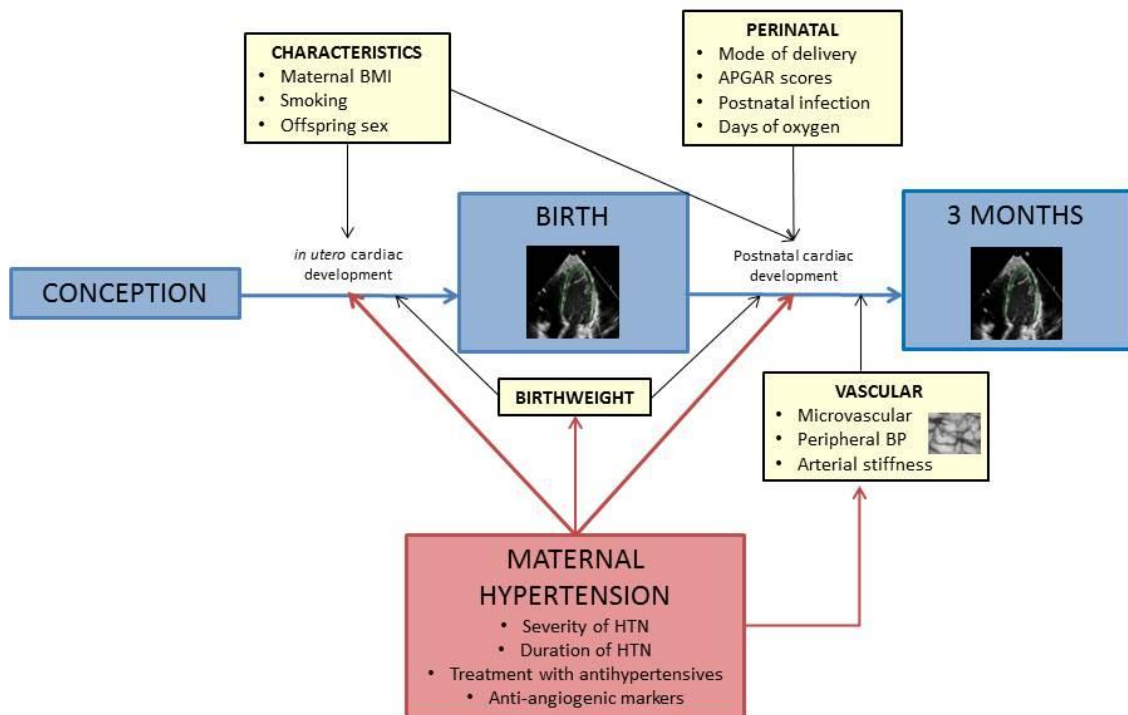 CHARACTERISTICS
• Maternal BMI
• Smoking
• Offspring sex
PERINATAL
• Mode of delivery
• APGAR scores
• Postnatal infection
• Days of oxygen
CONCEPTION
in utero cardiac
development
BIRTH
Postnatal cardiac
development
3 MONTHS
BIRTHWEIGHT
VASCULAR
• Microvascular
• Peripheral BP
• Arterial stiffness
MATERNAL
HYPERTENSION
• Severity of HTN
• Duration of HTN
• Treatment with antihypertensives
• Anti-angiogenic markers